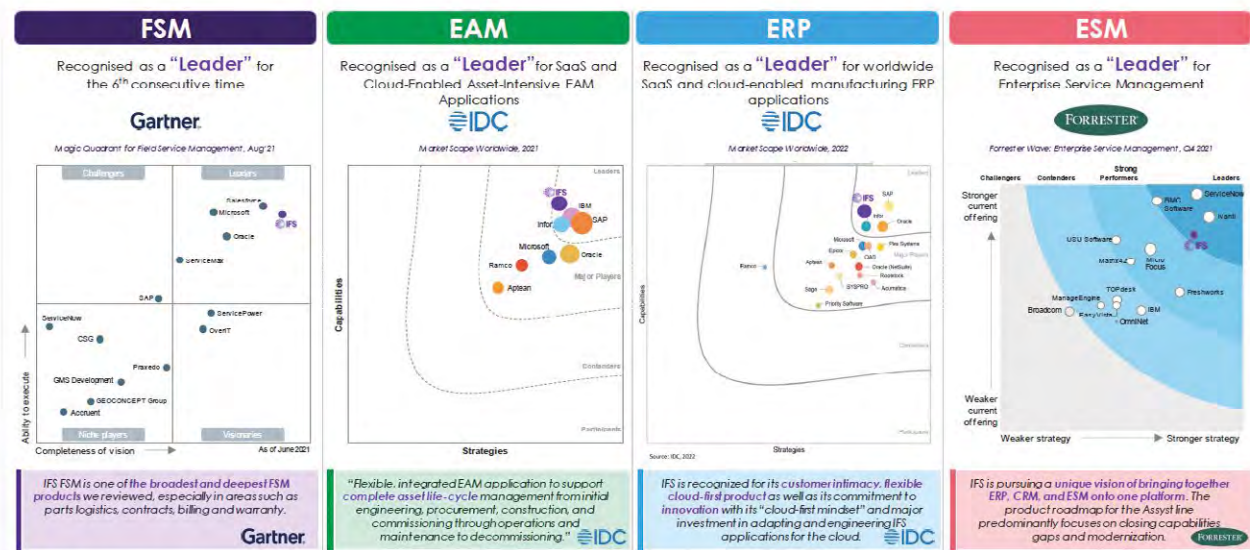 FSM
Recognised as a "Leader" for
the 6th consecutive time
Gartner
Magic Quadrant for Field Service Management, Aug'21
Challengers
Leaders
Salesforce
Microsoft
IFS
Oracle
ServiceMax
SAP
ServicePower
ServiceNow
OverIT
CSG
Praxedo
GMS Development
GEOCONCEPT Group
Accruent
Niche players
Visionaries
Ability to execute
Completeness of vision
As of June 2021
IFS FSM is one of the broadest and deepest FSM
products we reviewed, especially in areas such as
parts logistics, contracts, billing and warranty.
Gartner
EAM
Recognised as a "Leader" for SaaS and
Cloud-Enabled Asset-Intensive EAM
Applications
IDC
Market Scape Worldwide, 2021
Leaders
IFS
IBM
SAP
Infor
Microsoft
Oracle
Ramco
Major Players
Aptean
Contenders
Participants
Capabilities
Strategies
"Flexible, integrated EAM application to support
complete asset life-cycle management from initial
engineering, procurement, construction, and
commissioning through operations and
maintenance to decommissioning."
IDC
ERP
Recognised as a "Leader" for worldwide
SaaS and cloud-enabled manufacturing ERP
applications
IDC
Market Scape Worldwide, 2022
Leaders
SAP
IFS
Infor
Oracle
Microsoft
Plex Systems
Epicor
QAD
Major Players
Aptean
Ramco
Oracle (NetSuite)
Rootstock
Sage
SYSPRO
Acumatica
Priority Software
Contenders
Participants
Capabilities
Strategies
Source: IDC, 2022
IFS is recognized for its customer intimacy, flexible
cloud-first product as well as its commitment to
innovation with its "cloud-first mindset" and major
investment in adapting and engineering IFS
applications for the cloud.
IDC
ESM
Recognised as a "Leader" for
Enterprise Service Management
FORRESTER
Forrester Wave: Enterprise Service Management, Q4 2021
Challengers
Contenders
Strong
Performers
Leaders
Stronger
current
offering
ServiceNow
BMC
Software
Ivanti
IFS
USU Software
Matrix42
Micro
Focus
Freshworks
TOPdesk
ManageEngine
Broadcom
EasyVista
IBM
OmniNet
Weaker
current
offering
Weaker strategy
Stronger strategy
IFS is pursuing a unique vision of bringing together
ERP, CRM, and ESM onto one platform. The
product roadmap for the Assyst line
predominantly focuses on closing capabilities
gaps and modernization.
FORRESTER